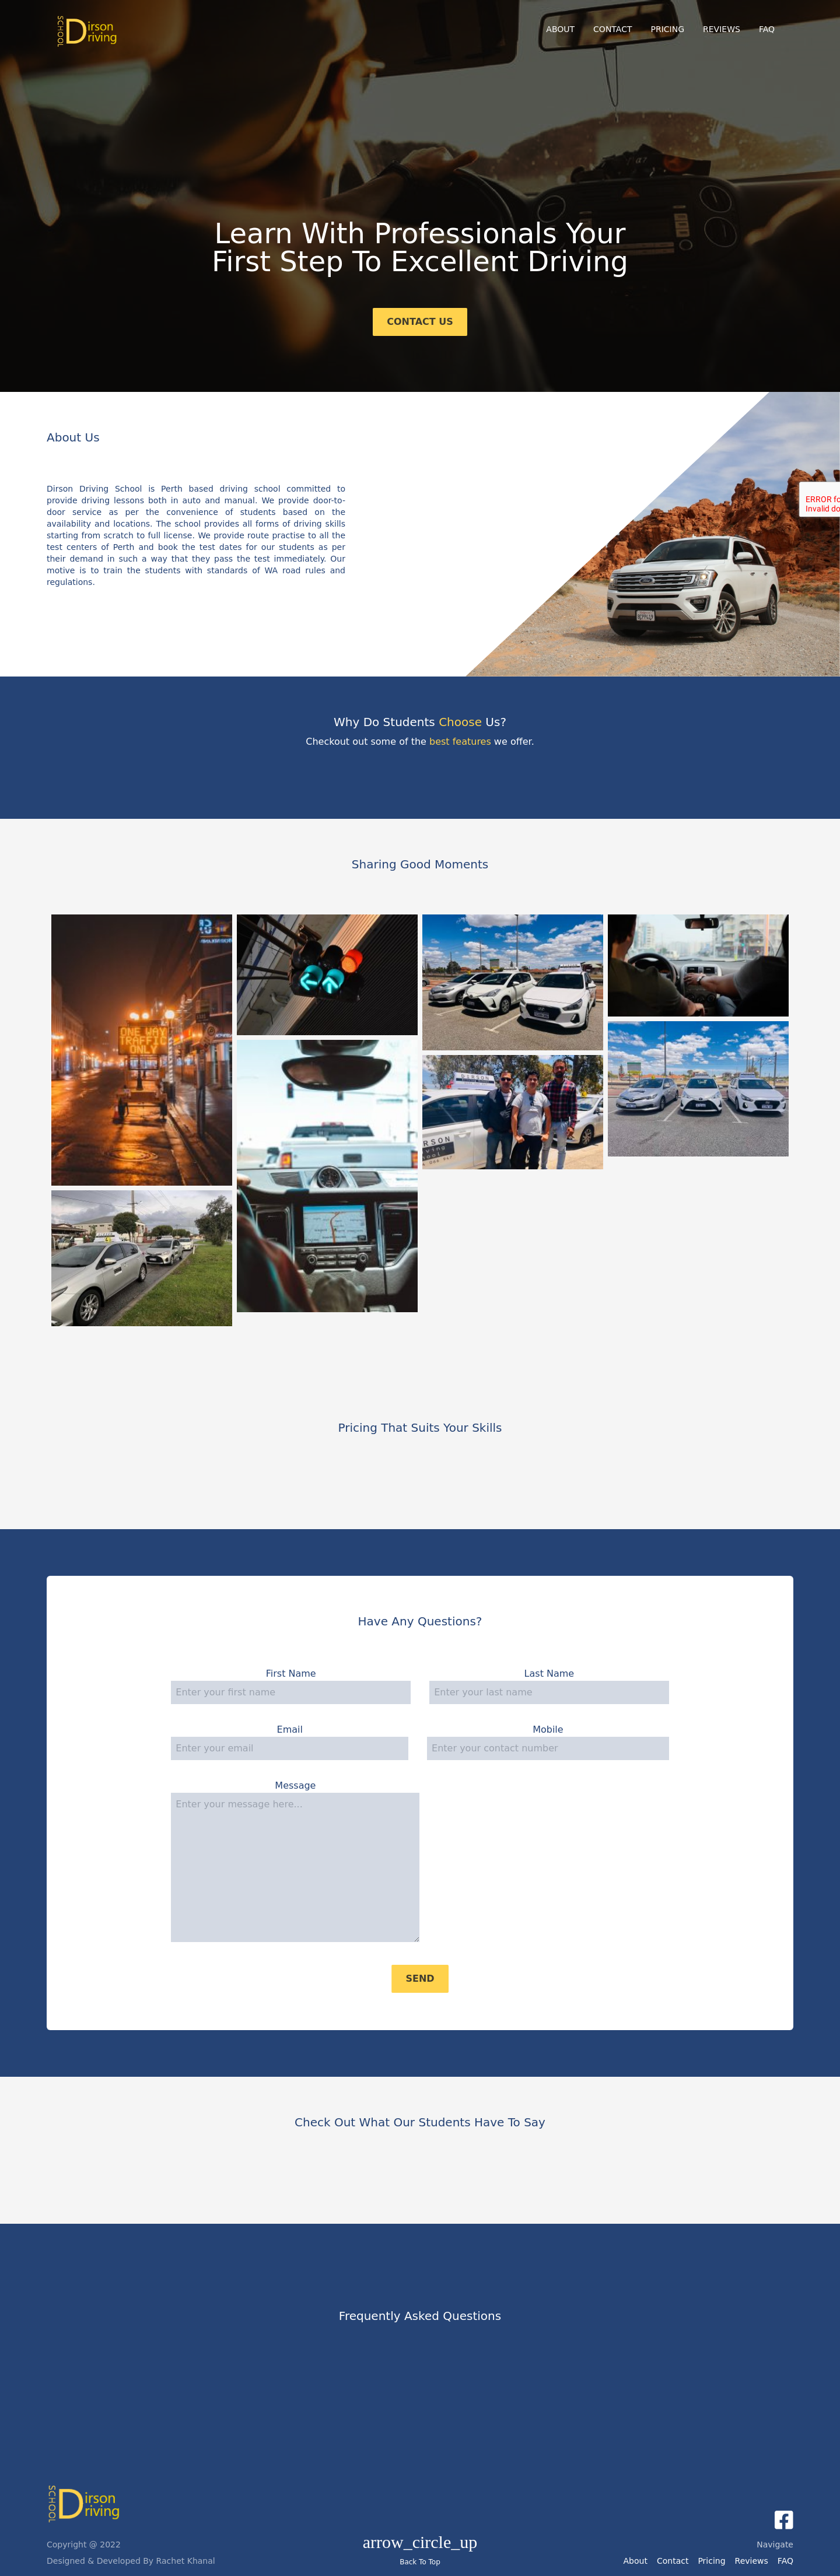 SCHOOL
Dirson
Driving
ABOUT CONTACT PRICING REVIEWS FAQ
Learn With Professionals Your
First Step To Excellent Driving
CONTACT US
About Us
Dirson Driving School is Perth based driving school committed to
provide driving lessons both in auto and manual. We provide door-to-
door service as per the convenience of students based on the
availability and locations. The school provides all forms of driving skills
starting from scratch to full license. We provide route practise to all the
test centers of Perth and book the test dates for our students as per
their demand in such a way that they pass the test immediately. Our
motive is to train the students with standards of WA road rules and
regulations.
ERROR fo
Invalid do
Why Do Students Choose Us?
Checkout out some of the best features we offer.
Sharing Good Moments
ONE WAY
TRAFFIC
ONLY
Pricing That Suits Your Skills
Have Any Questions?
First Name Last Name
Enter your first name Enter your last name
Email Mobile
Enter your email Enter your contact number
Message
Enter your message here...
SEND
Check Out What Our Students Have To Say
Frequently Asked Questions
SCHOOL
Dirson
Driving
Copyright @ 2022
Designed & Developed By Rachet Khanal
arrow_circle_up
Back To Top
Navigate
About Contact Pricing Reviews FAQ